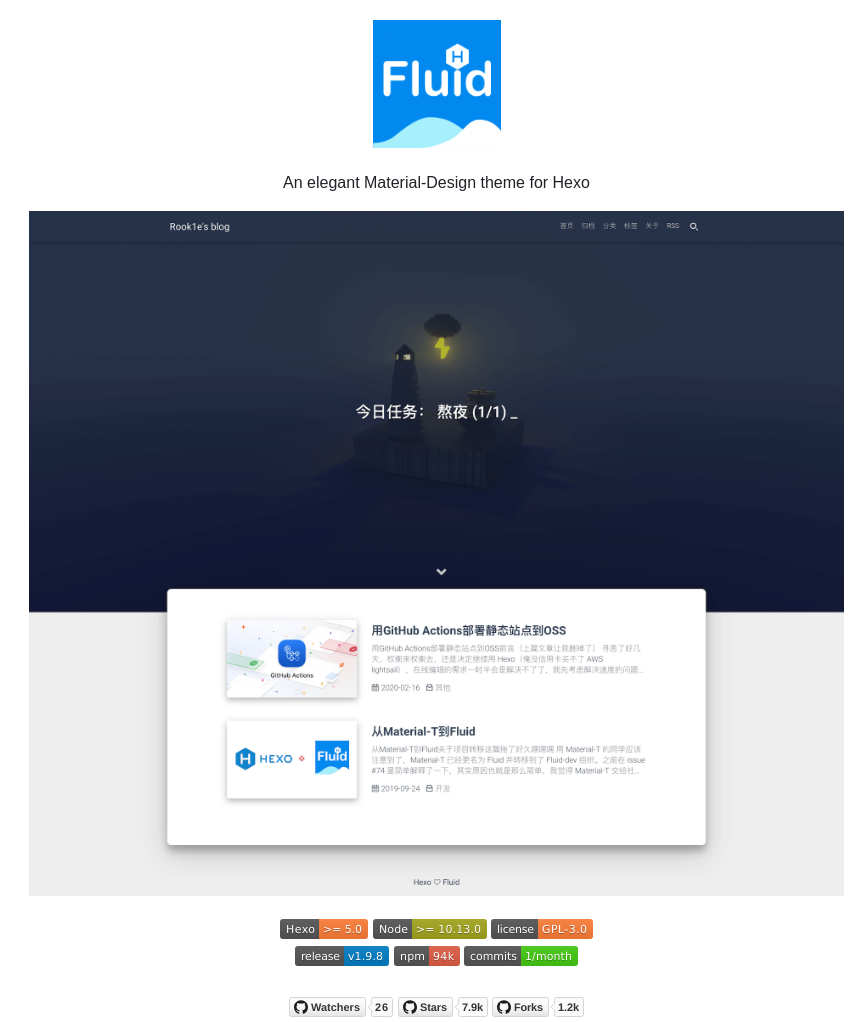 Fluid
An elegant Material-Design theme for Hexo
Rook1e's blog
首页 归档 分类 标签 关于 RSS
今日任务： 熬夜 (1/1) _
GitHub Actions
用GitHub Actions部署静态站点到OSS
用GitHub Actions部署静态站点到OSS前言（上篇文章让我翻掉了） 寻思了好几
天，权衡来权衡去，还是决定继续用 Hexo（俺没信用卡买不了 AWS
lightsail），在线编辑的需求一时半会是解决不了了，就先考虑解决速度的问题...
2020-02-16 其他
HEXO Fluid
从Material-T到Fluid
从Material-T到Fluid关于项目转移这篇拖了好久嘿嘿嘿 用 Material-T 的同学应该
注意到了，Material-T 已经更名为 Fluid 并转移到了 Fluid-dev 组织。之前在 issue
#74 里简单解释了一下，其实原因也就是那么简单，我觉得 Material-T 交给社...
2019-09-24 开发
Hexo ♡ Fluid
Hexo >= 5.0 Node >= 10.13.0 license GPL-3.0
release v1.9.8 npm 94k commits 1/month
Watchers 26 Stars 7.9k Forks 1.2k